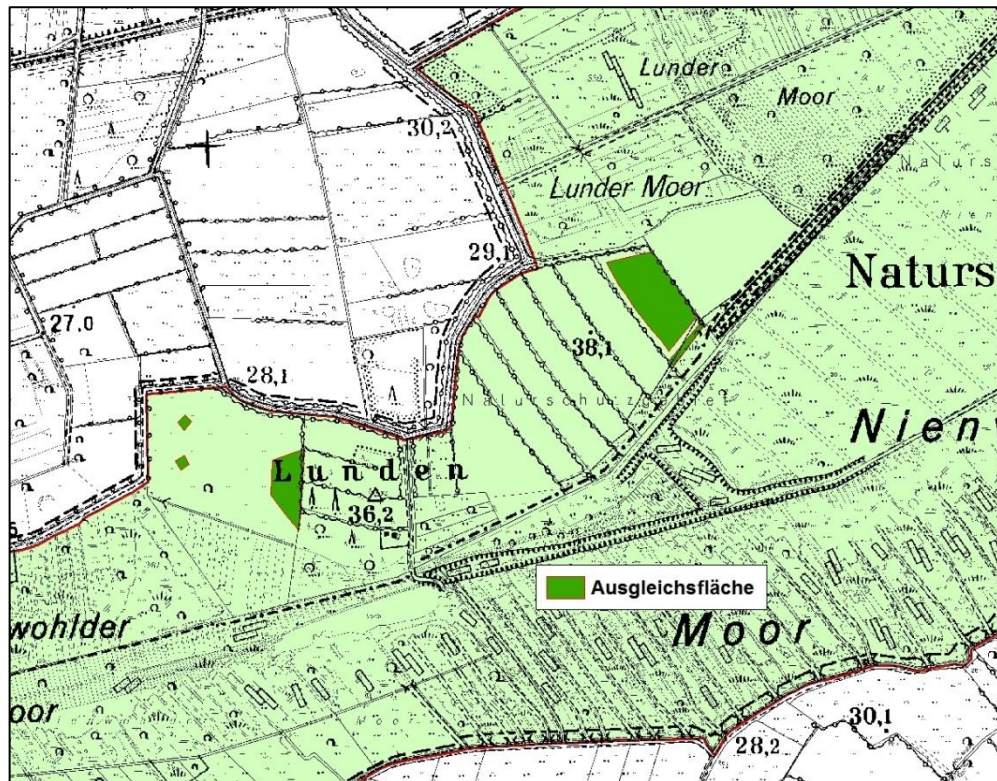 Lunder
Moor
30,2
Lunder Moor
29,1
Naturs
27,0
38,1
28,1
Naturschutzgebiet
Nien
Lunden
36,2
Ausgleichsfläche
wohlder
Moor
oor
30,1
28,2